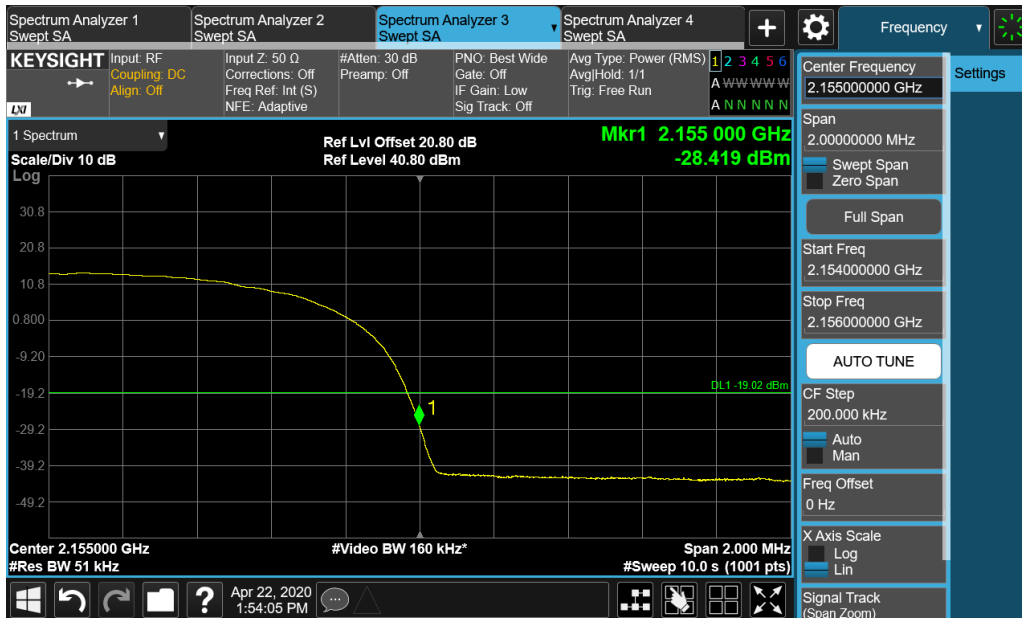 Spectrum Analyzer 1
Swept SA
Spectrum Analyzer 2
Swept SA
Spectrum Analyzer 3
Swept SA
Spectrum Analyzer 4
Swept SA
Frequency
KEYSIGHT
LXI
Input: RF
Coupling: DC
Align: Off
Input Z: 50 Ω
Corrections: Off
Freq Ref: Int (S)
NFE: Adaptive
#Atten: 30 dB
Preamp: Off
PNO: Best Wide
Gate: Off
IF Gain: Low
Sig Track: Off
Avg Type: Power (RMS)
Avg|Hold: 1/1
Trig: Free Run
1 2 3 4 5 6
A W W W W W
A N N N N N
1 Spectrum
Scale/Div 10 dB
Log
Ref Lvl Offset 20.80 dB
Ref Level 40.80 dBm
Mkr1 2.155 000 GHz
-28.419 dBm
30.8
20.8
10.8
0.800
-9.20
-19.2
-29.2
-39.2
-49.2
DL1 -19.02 dBm
1
Center 2.155000 GHz
#Video BW 160 kHz*
Span 2.000 MHz
#Res BW 51 kHz
#Sweep 10.0 s (1001 pts)
Center Frequency
2.155000000 GHz
Settings
Span
2.00000000 MHz
Swept Span
Zero Span
Full Span
Start Freq
2.154000000 GHz
Stop Freq
2.156000000 GHz
AUTO TUNE
CF Step
200.000 kHz
Auto
Man
Freq Offset
0 Hz
X Axis Scale
Log
Lin
Signal Track
(Span Zoom)
?
Apr 22, 2020
1:54:05 PM